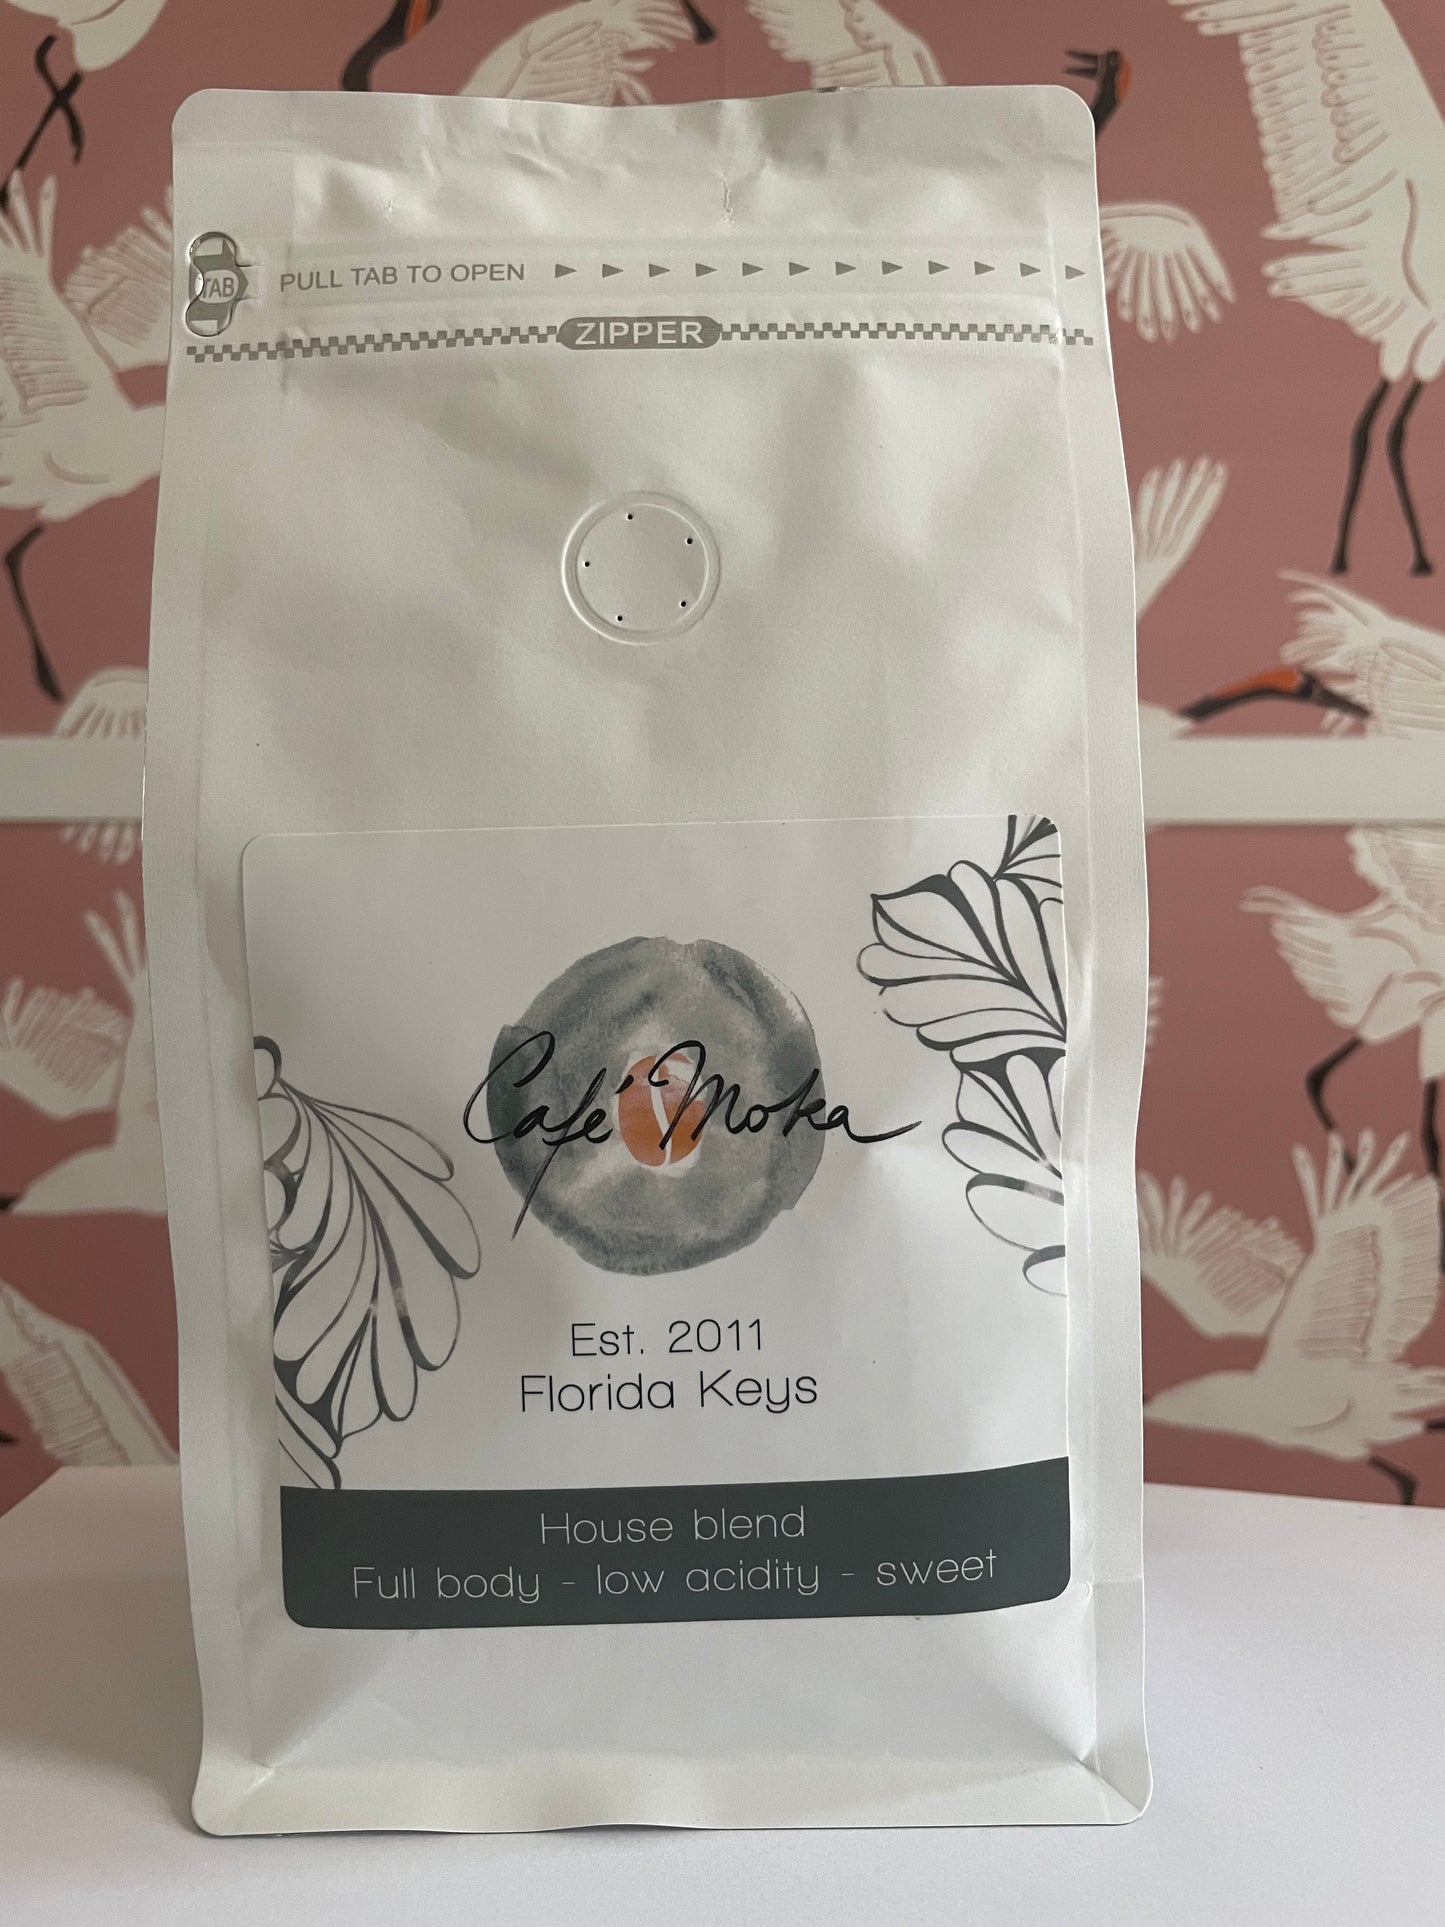 TAB PULL TAB TO OPEN
ZIPPER
Café Moka
Est. 2011
Florida Keys
House blend
Full body - low acidity - sweet